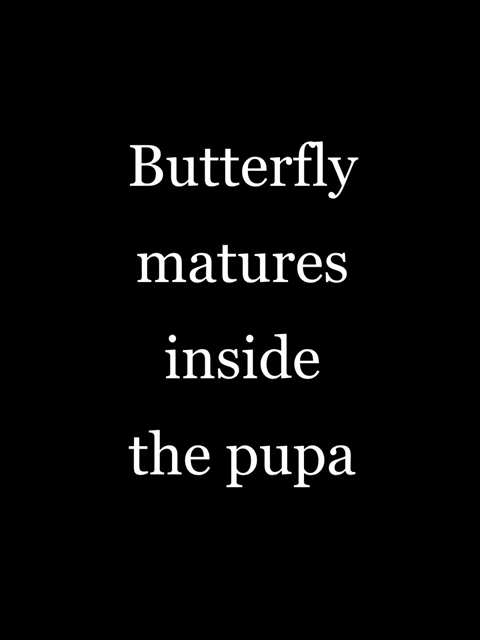 Butterfly
matures
inside
the pupa